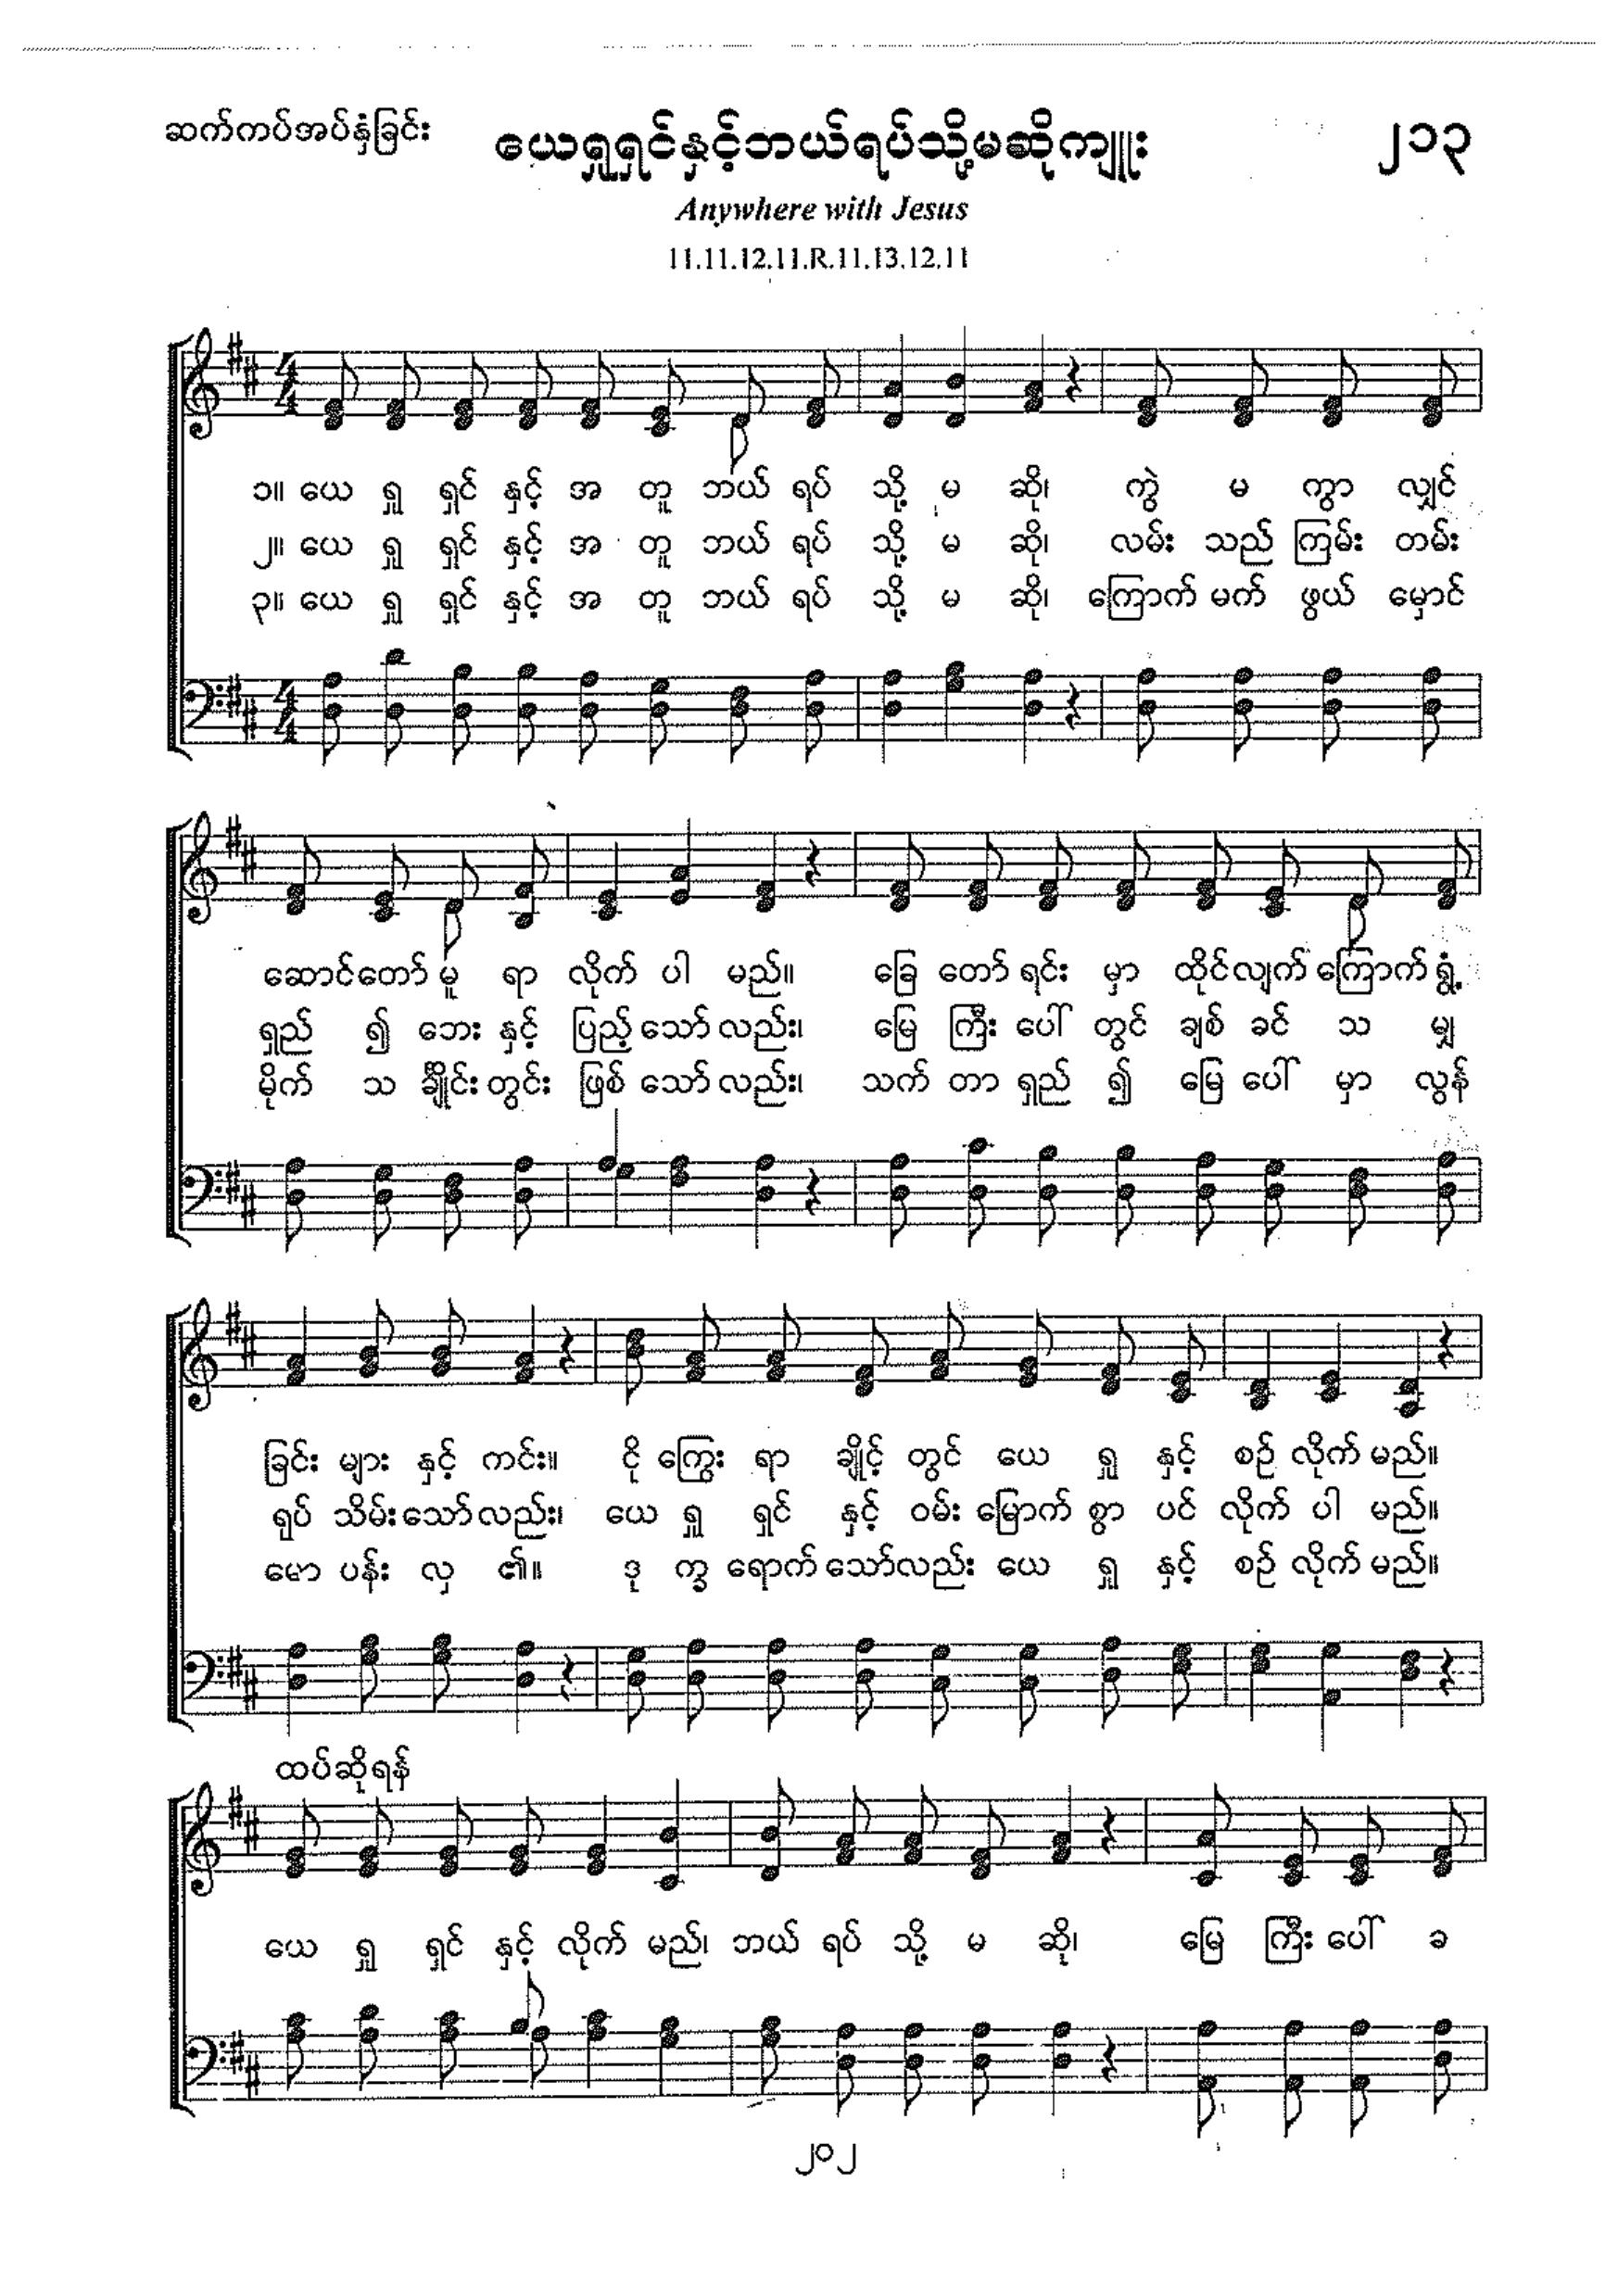 ဆက်ကပ်အပ်နှံခြင်း
ယေရှုရှင်နှင့်ဘယ်ရပ်သို့မဆိုကျူး
၂၁၃
Anywhere with Jesus
11.11.12.11.R.11.13.12.11
၁။ ယေ ရှု ရှင် နှင့် အ တူ ဘယ် ရပ် သို့ မ ဆို၊ ကွဲ မ ကွာ လျှင်
၂။ ယေ ရှု ရှင် နှင့် အ တူ ဘယ် ရပ် သို့ မ ဆို၊ လမ်း သည် ကြမ်း တမ်း
၃။ ယေ ရှု ရှင် နှင့် အ တူ ဘယ် ရပ် သို့ မ ဆို၊ ကြောက် မက် ဖွယ် မှောင်
ဆောင် တော် မူ ရာ လိုက် ပါ မည်။ ခြေ တော် ရင်း မှာ ထိုင် လျက် ကြောက် ရွံ့
ရှည် ၍ ဘေး နှင့် ပြည့် သော် လည်း၊ မြေ ကြီး ပေါ် တွင် ချစ် ခင် သ မျှ
မိုက် သ ချိုင်း တွင်း ဖြစ် သော် လည်း၊ သက် တာ ရှည် ၍ မြေ ပေါ် မှာ လွန်
ခြင်း များ နှင့် ကင်း။ ငို ကြွေး ရာ ချိုင့် တွင် ယေ ရှု နှင့် စဉ် လိုက် မည်။
ရုပ် သိမ်း သော် လည်း၊ ယေ ရှု ရှင် နှင့် ဝမ်း မြောက် စွာ ပင် လိုက် ပါ မည်။
မော ပန်း လှ ၏။ ဒု က္ခ ရောက် သော် လည်း ယေ ရှု နှင့် စဉ် လိုက် မည်။
ထပ်ဆိုရန်
ယေ ရှု ရှင် နှင့် လိုက် မည်၊ ဘယ် ရပ် သို့ မ ဆို၊ မြေ ကြီး ပေါ် ခ
၂၀၂